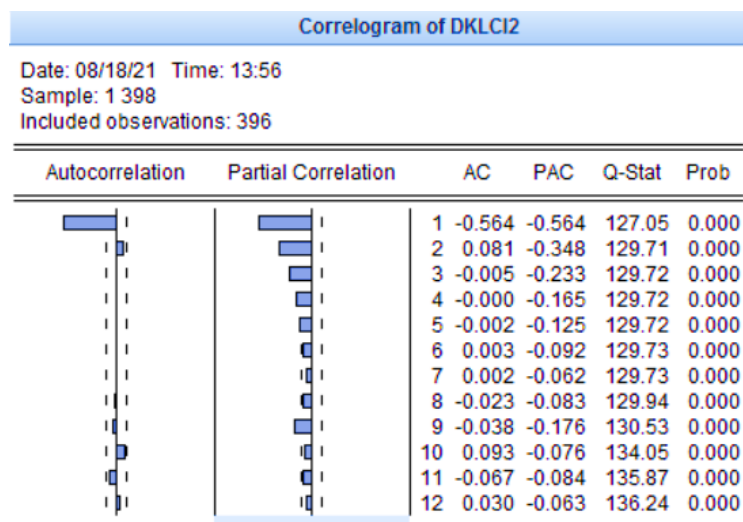 Correlogram of DKLCI2
Date: 08/18/21 Time: 13:56
Sample: 1 398
Included observations: 396
Autocorrelation Partial Correlation AC PAC Q-Stat Prob
1 -0.564 -0.564 127.05 0.000
2 0.081 -0.348 129.71 0.000
3 -0.005 -0.233 129.72 0.000
4 -0.000 -0.165 129.72 0.000
5 -0.002 -0.125 129.72 0.000
6 0.003 -0.092 129.73 0.000
7 0.002 -0.062 129.73 0.000
8 -0.023 -0.083 129.94 0.000
9 -0.038 -0.176 130.53 0.000
10 0.093 -0.076 134.05 0.000
11 -0.067 -0.084 135.87 0.000
12 0.030 -0.063 136.24 0.000